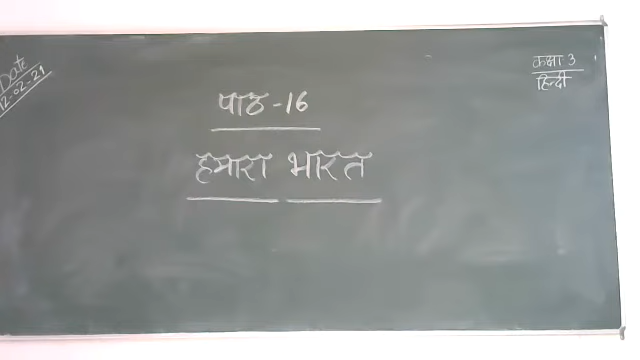 Date
12-02-21
कक्षा 3
हिन्दी
पाठ-16
हमारा भारत